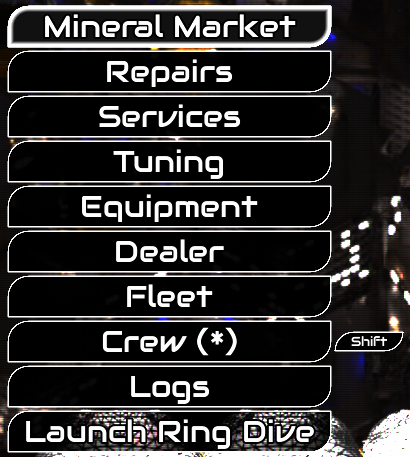 Mineral Market
Repairs
Services
Tuning
Equipment
Dealer
Fleet
Crew (*)
Shift
Logs
Launch Ring Dive